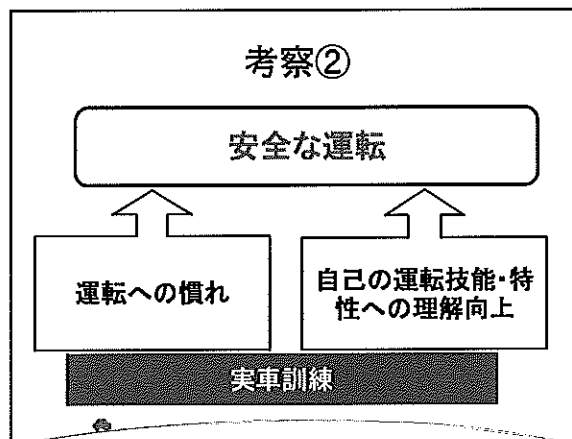 考察②
安全な運転
運転への慣れ
自己の運転技能・特
性への理解向上
実車訓練